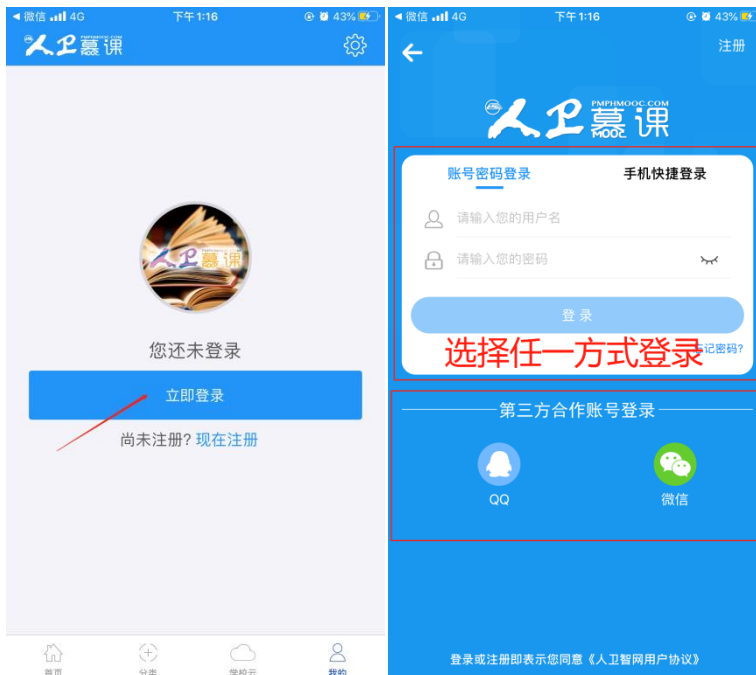 微信 4G 下午1:16 43%
人卫慕课
人卫慕课
您还未登录
立即登录
尚未注册? 现在注册
首页 分类 学校云 我的
微信 4G 下午1:16 43%
注册
人卫慕课 PMPHMOOC.COM MOOC
账号密码登录 手机快捷登录
请输入您的用户名
请输入您的密码
登录
选择任一方式登录
忘记密码?
第三方合作账号登录
QQ 微信
登录或注册即表示您同意《人卫智网用户协议》